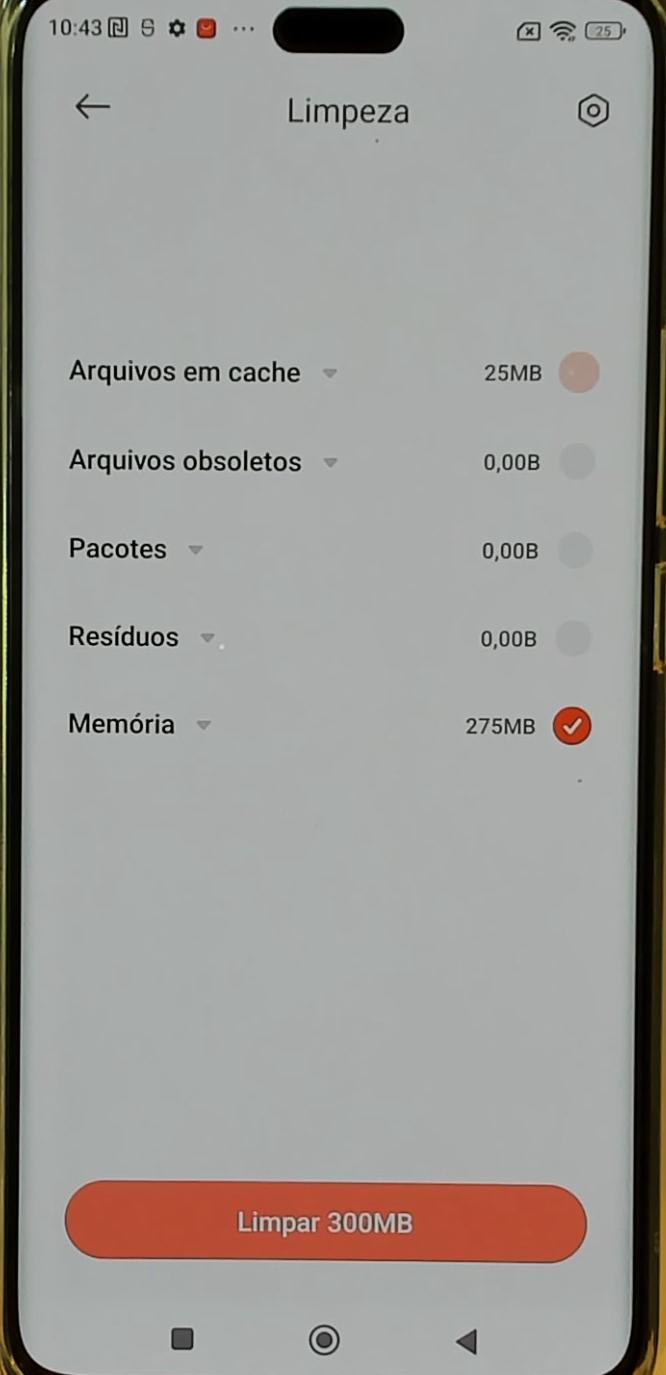 10:43 25
Limpeza
Arquivos em cache 25MB
Arquivos obsoletos 0,00B
Pacotes 0,00B
Resíduos 0,00B
Memória 275MB
Limpar 300MB